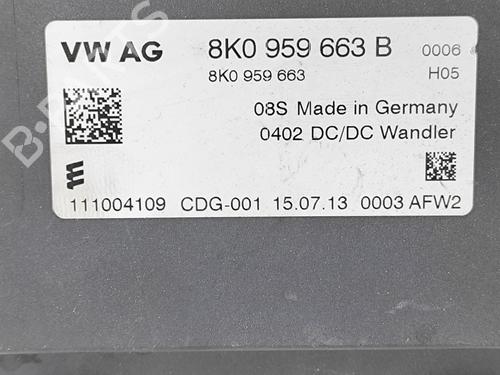 VW AG 8K0 959 663 B 0006
8K0 959 663 H05
08S Made in Germany
0402 DC/DC Wandler
111004109 CDG-001 15.07.13 0003 AFW2